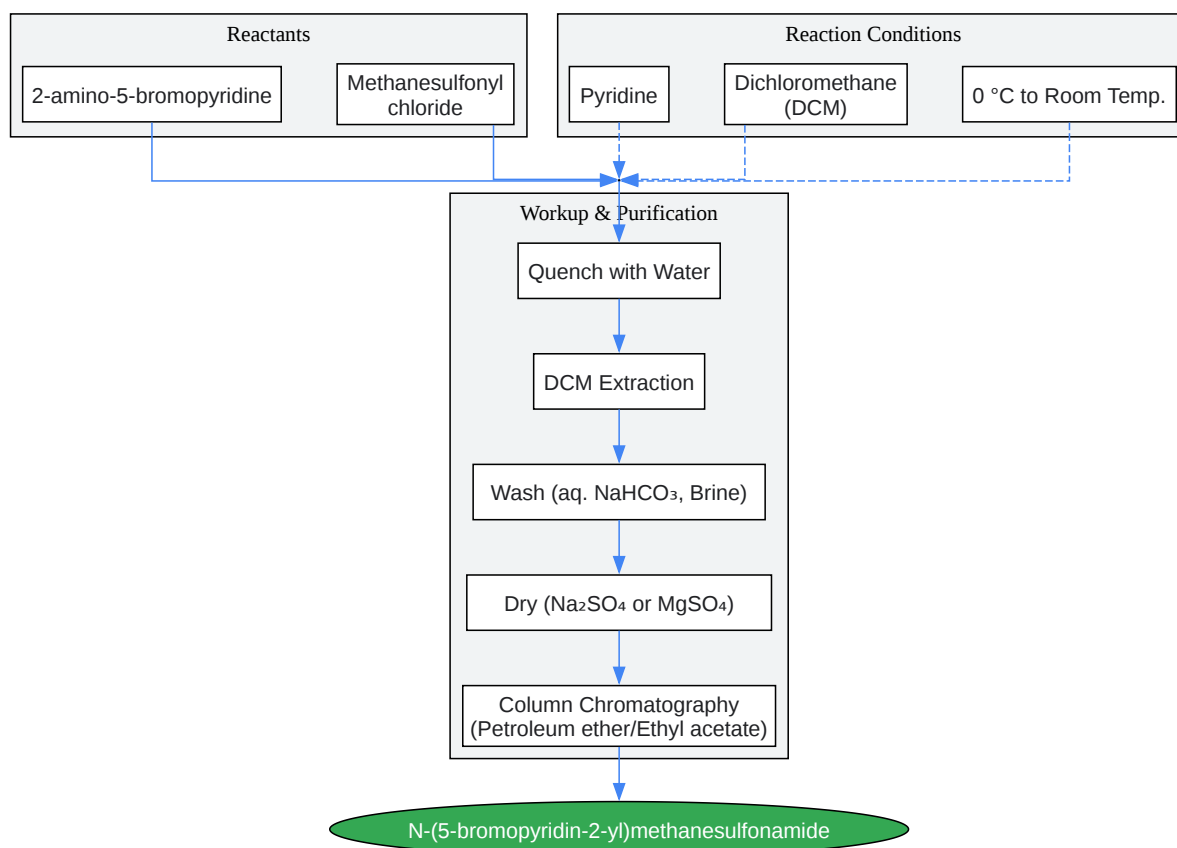 Reactants
Reaction Conditions
2-amino-5-bromopyridine
Methanesulfonyl
chloride
Pyridine
Dichloromethane
(DCM)
0 °C to Room Temp.
Workup & Purification
Quench with Water
DCM Extraction
Wash (aq. NaHCO₃, Brine)
Dry (Na₂SO₄ or MgSO₄)
Column Chromatography
(Petroleum ether/Ethyl acetate)
N-(5-bromopyridin-2-yl)methanesulfonamide